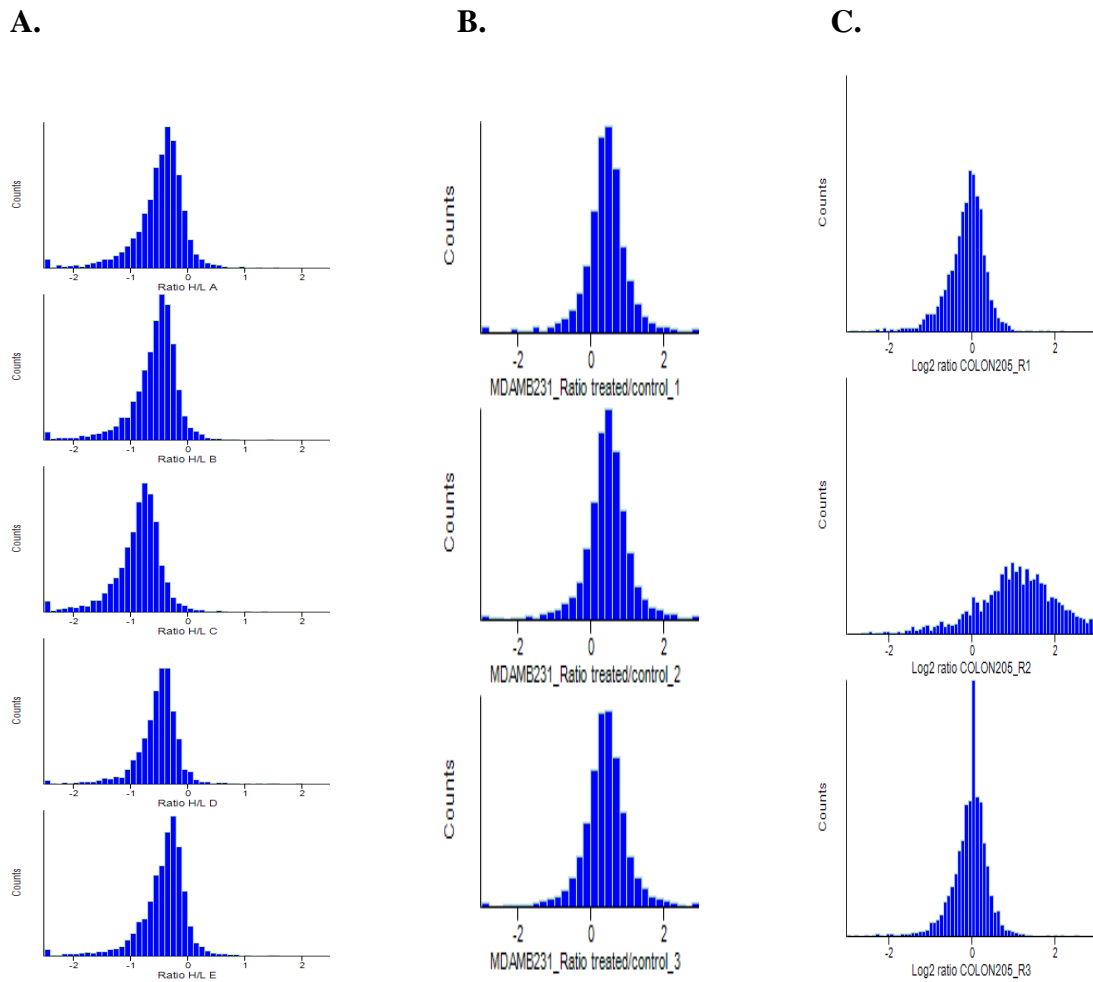 A.
B.
C.
Counts
-2 -1 0 1 2
Ratio H/L A
Counts
-2 -1 0 1 2
Ratio H/L B
Counts
-2 -1 0 1 2
Ratio H/L C
Counts
-2 -1 0 1 2
Ratio H/L D
Counts
-2 -1 0 1 2
Ratio H/L E
Counts
-2 0 2
MDAMB231_Ratio treated/control_1
Counts
-2 0 2
MDAMB231_Ratio treated/control_2
Counts
-2 0 2
MDAMB231_Ratio treated/control_3
Counts
-2 0 2
Log2 ratio COLON205_R1
Counts
-2 0 2
Log2 ratio COLON205_R2
Counts
-2 0 2
Log2 ratio COLON205_R3